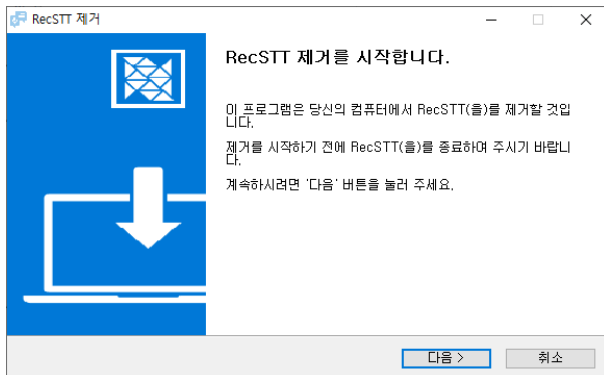 RecSTT 제거
RecSTT 제거를 시작합니다.
이 프로그램은 당신의 컴퓨터에서 RecSTT(을)를 제거할 것입
니다.
제거를 시작하기 전에 RecSTT(을)를 종료하여 주시기 바랍니
다.
계속하시려면 '다음' 버튼을 눌러 주세요.
다음 >
취소